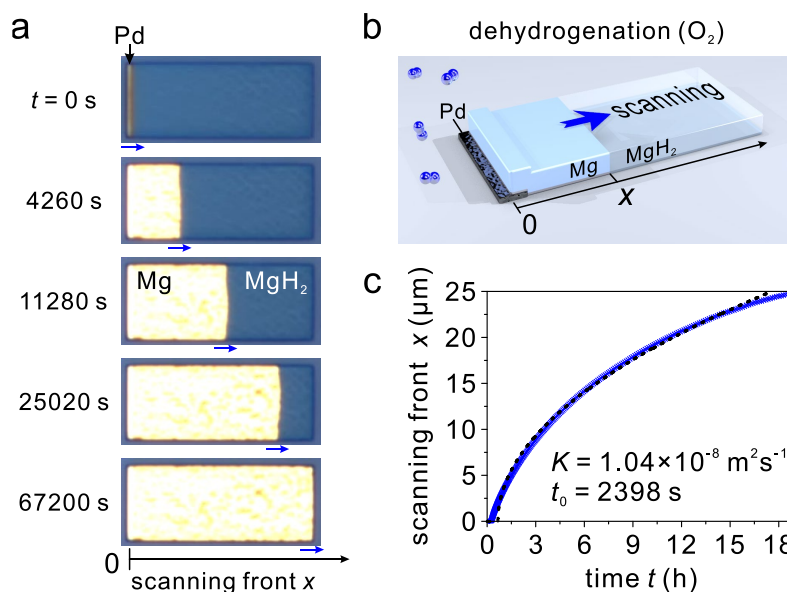 a
Pd
t = 0 s
4260 s
11280 s
Mg
MgH₂
25020 s
67200 s
0
scanning front x
b
dehydrogenation (O₂)
Pd
scanning
Mg
MgH₂
0
x
c
scanning front x (µm)
25
20
15
10
5
0
K = 1.04×10⁻⁸ m²s⁻¹
t₀ = 2398 s
0 3 6 9 12 15 18
time t (h)